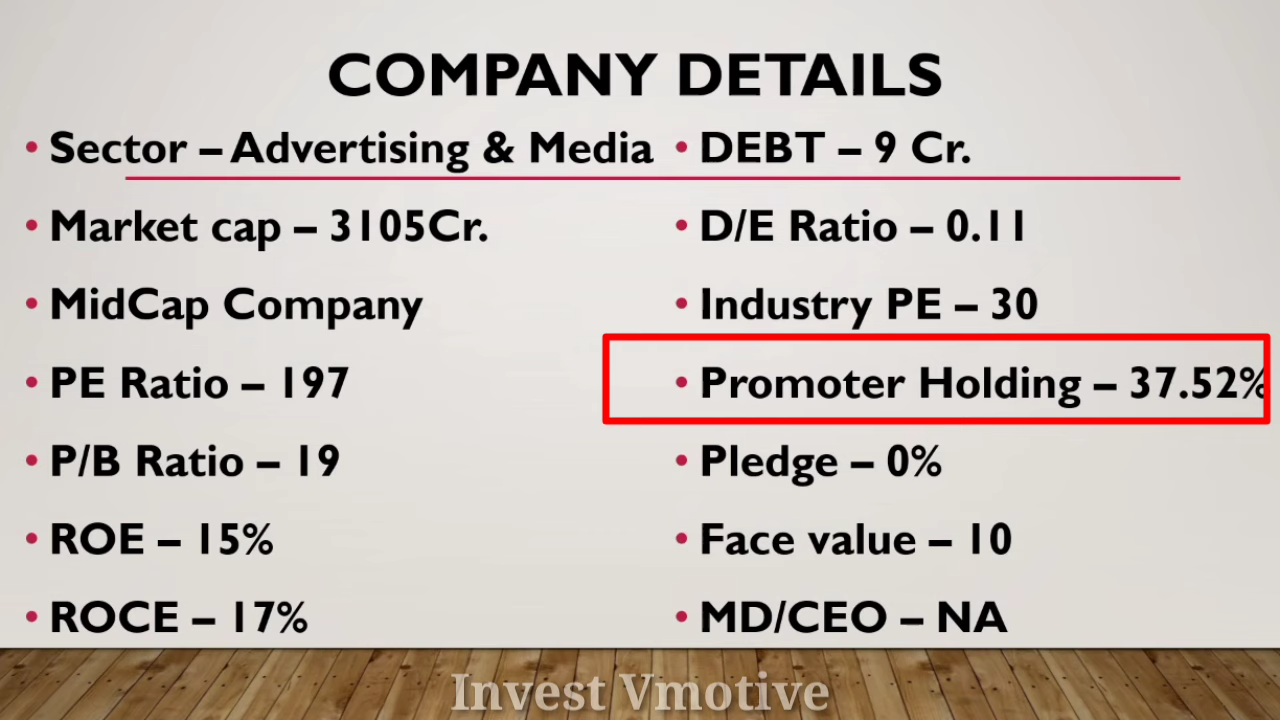 COMPANY DETAILS
• Sector – Advertising & Media
• Market cap – 3105Cr.
• MidCap Company
• PE Ratio – 197
• P/B Ratio – 19
• ROE – 15%
• ROCE – 17%
• DEBT – 9 Cr.
• D/E Ratio – 0.11
• Industry PE – 30
• Promoter Holding – 37.52%
• Pledge – 0%
• Face value – 10
• MD/CEO – NA
Invest Vmotive